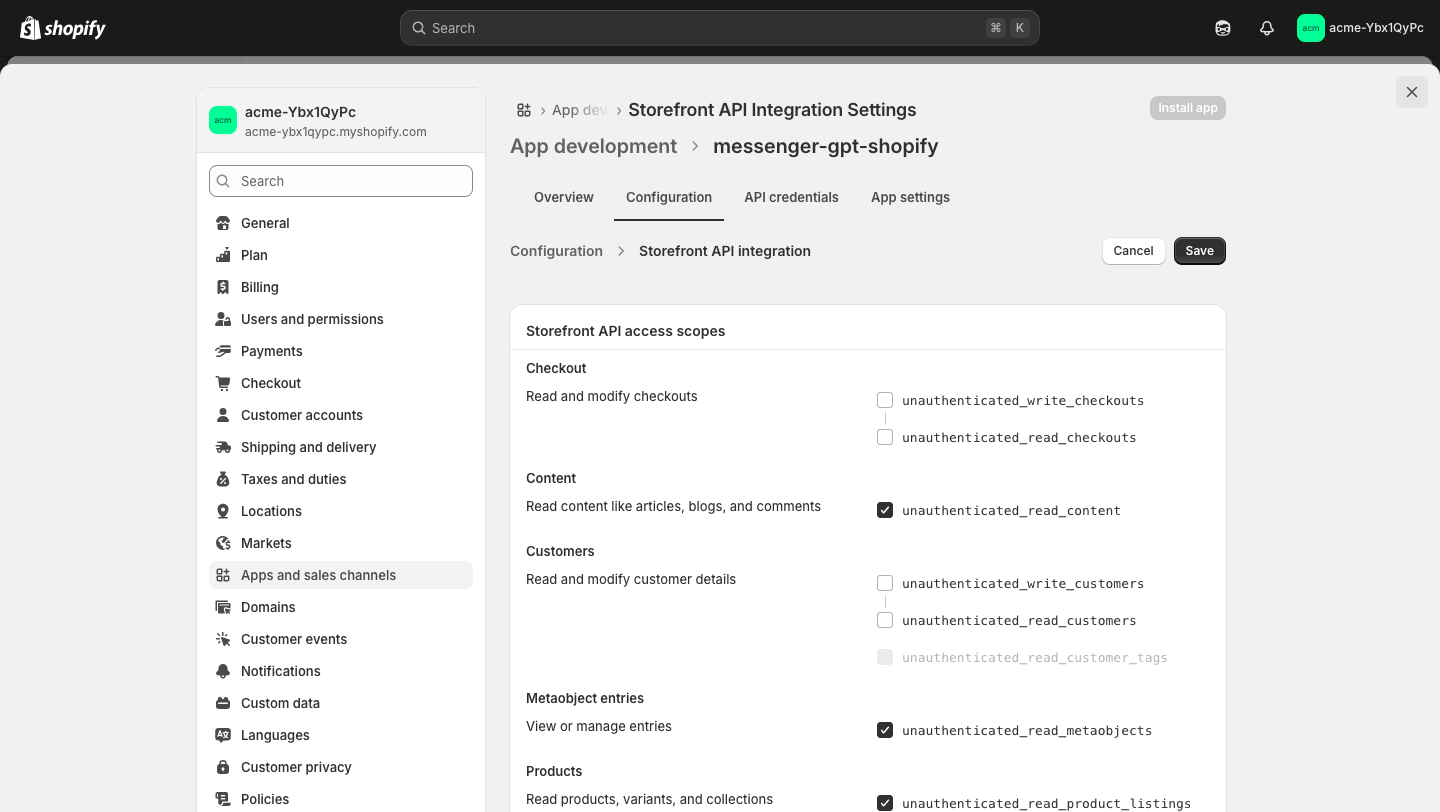 shopify
Search
⌘ K
acm
acme-Ybx1QyPc
acm
acme-Ybx1QyPc
acme-ybx1qypc.myshopify.com
Search
General
Plan
Billing
Users and permissions
Payments
Checkout
Customer accounts
Shipping and delivery
Taxes and duties
Locations
Markets
Apps and sales channels
Domains
Customer events
Notifications
Custom data
Languages
Customer privacy
Policies
› App dev › Storefront API Integration Settings
Install app
App development › messenger-gpt-shopify
Overview
Configuration
API credentials
App settings
Configuration › Storefront API integration
Cancel
Save
Storefront API access scopes
Checkout
Read and modify checkouts
unauthenticated_write_checkouts
unauthenticated_read_checkouts
Content
Read content like articles, blogs, and comments
unauthenticated_read_content
Customers
Read and modify customer details
unauthenticated_write_customers
unauthenticated_read_customers
unauthenticated_read_customer_tags
Metaobject entries
View or manage entries
unauthenticated_read_metaobjects
Products
Read products, variants, and collections
unauthenticated_read_product_listings